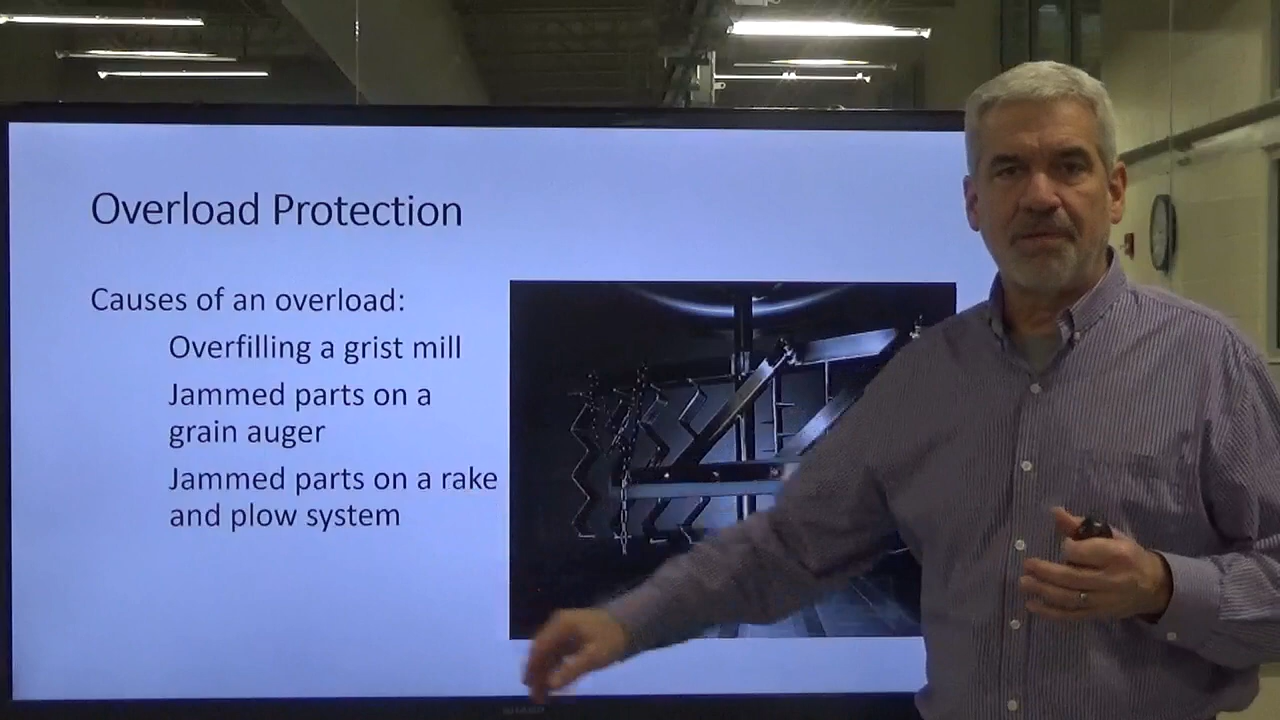 Overload Protection
Causes of an overload:
Overfilling a grist mill
Jammed parts on a
grain auger
Jammed parts on a rake
and plow system